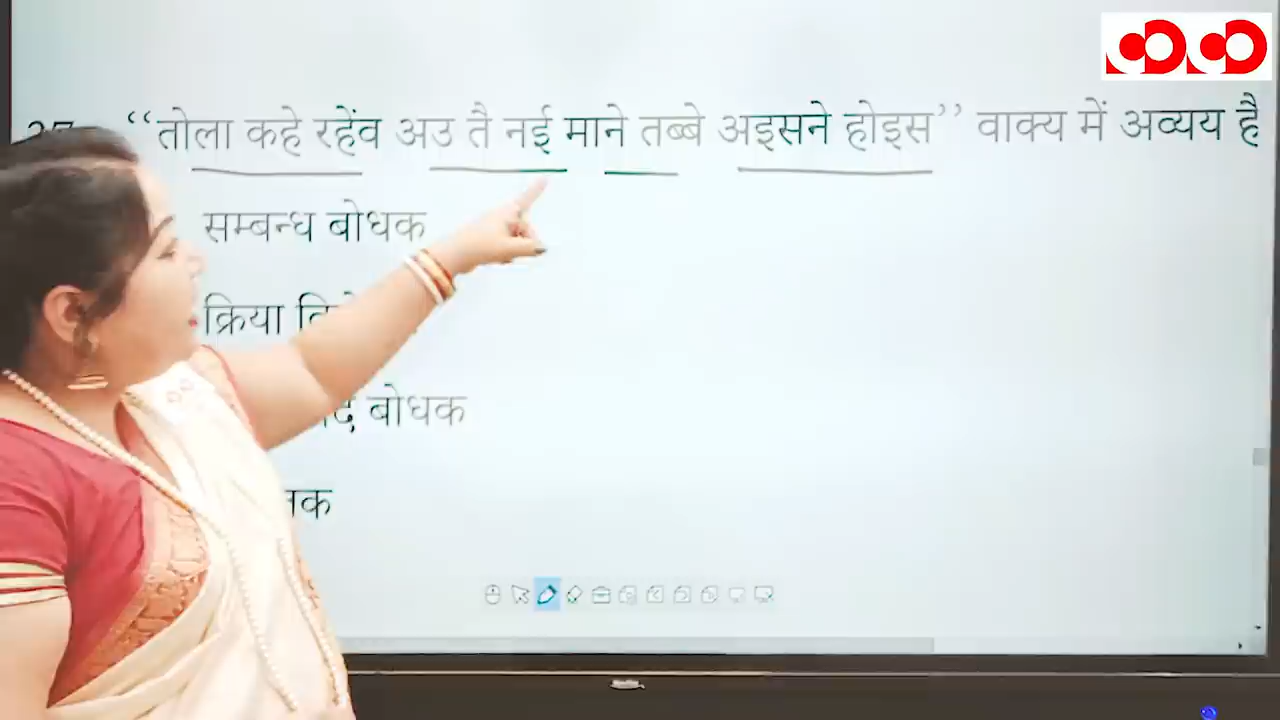 ‘‘तोला कहे रहेंव अउ तै नई माने तब्बे अइसने होइस’’ वाक्य में अव्यय है
सम्बन्ध बोधक
क्रिया
बोधक